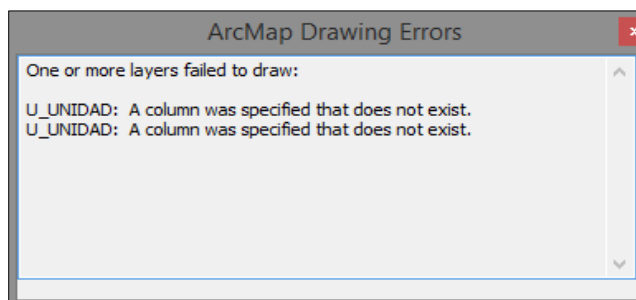 ArcMap Drawing Errors
One or more layers failed to draw:
U_UNIDAD: A column was specified that does not exist.
U_UNIDAD: A column was specified that does not exist.